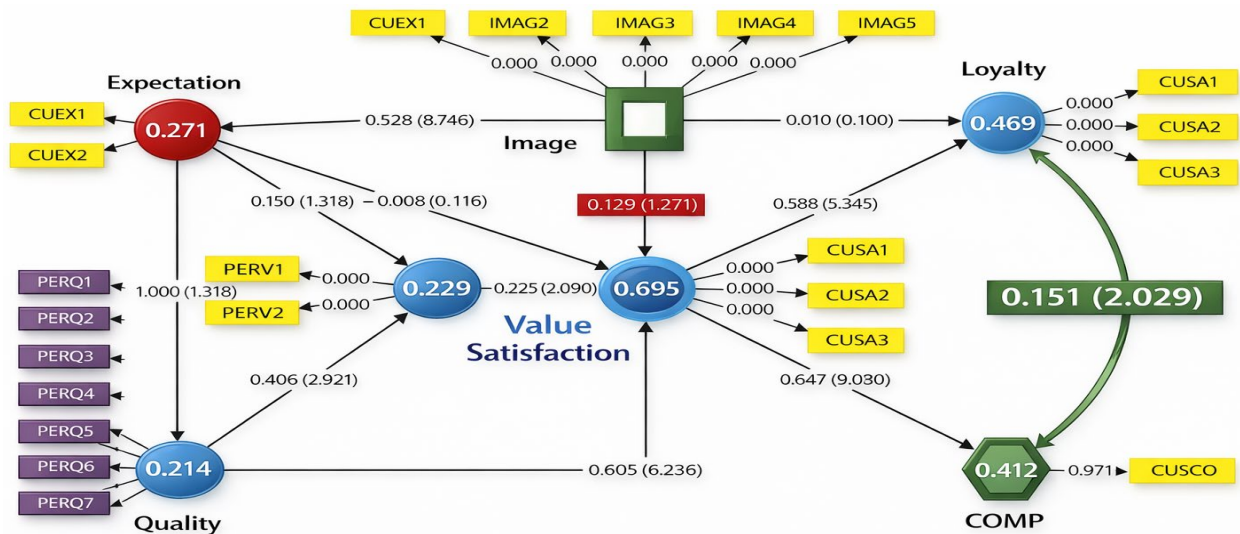 CUEX1
IMAG2
IMAG3
IMAG4
IMAG5
0.000
0.000
0.000
0.000
0.000
Expectation
Loyalty
CUEX1
CUEX2
0.271
0.528 (8.746)
Image
0.010 (0.100)
0.469
0.000
0.000
0.000
CUSA1
CUSA2
CUSA3
0.150 (1.318)
–0.008 (0.116)
0.129 (1.271)
0.588 (5.345)
PERV1
PERV2
0.000
0.000
0.229
0.225 (2.090)
0.695
0.000
0.000
0.000
CUSA1
CUSA2
CUSA3
0.151 (2.029)
Value
Satisfaction
PERQ1
PERQ2
PERQ3
PERQ4
PERQ5
PERQ6
PERQ7
1.000 (1.318)
0.406 (2.921)
0.647 (9.030)
0.214
0.605 (6.236)
Quality
0.412
0.971
CUSCO
COMP